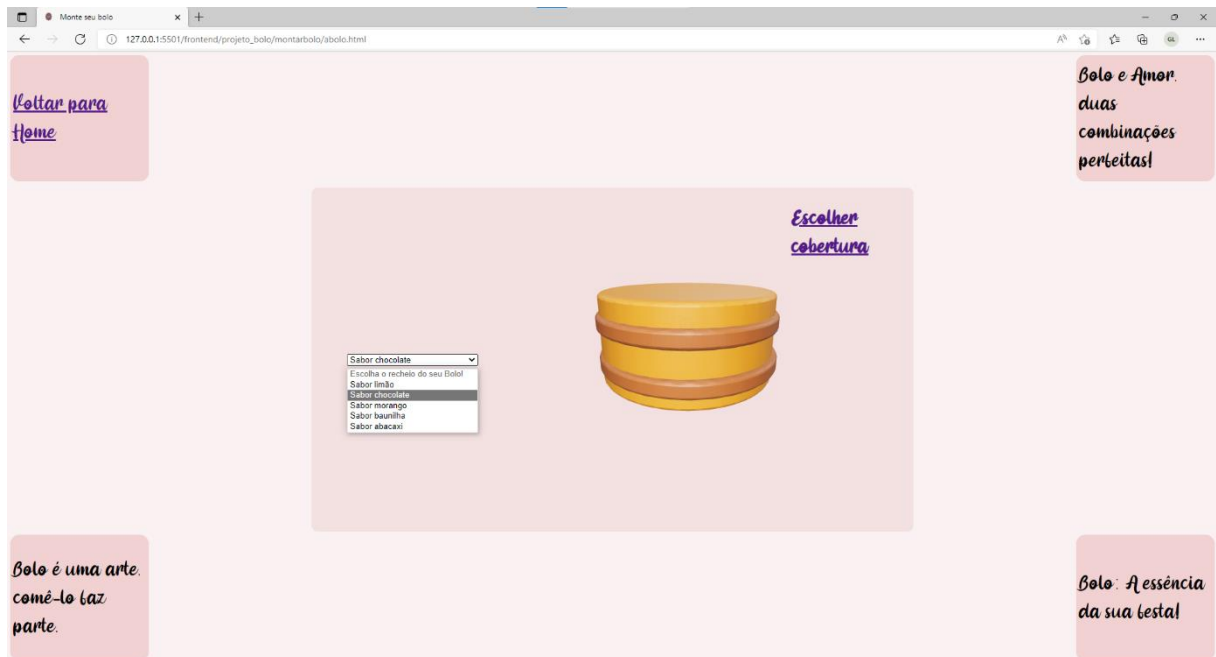 Monte seu bolo
127.0.0.1:5501/frontend/projeto_bolo/montarbolo/abolo.html
GL
Voltar para
Home
Bolo e Amor.
duas
combinações
perfeitas!
Escolher
cobertura
Sabor chocolate
Escolha o recheio do seu Bolo!
Sabor limão
Sabor chocolate
Sabor morango
Sabor baunilha
Sabor abacaxi
Bolo é uma arte.
comê-lo faz
parte.
Bolo: A essência
da sua festa!